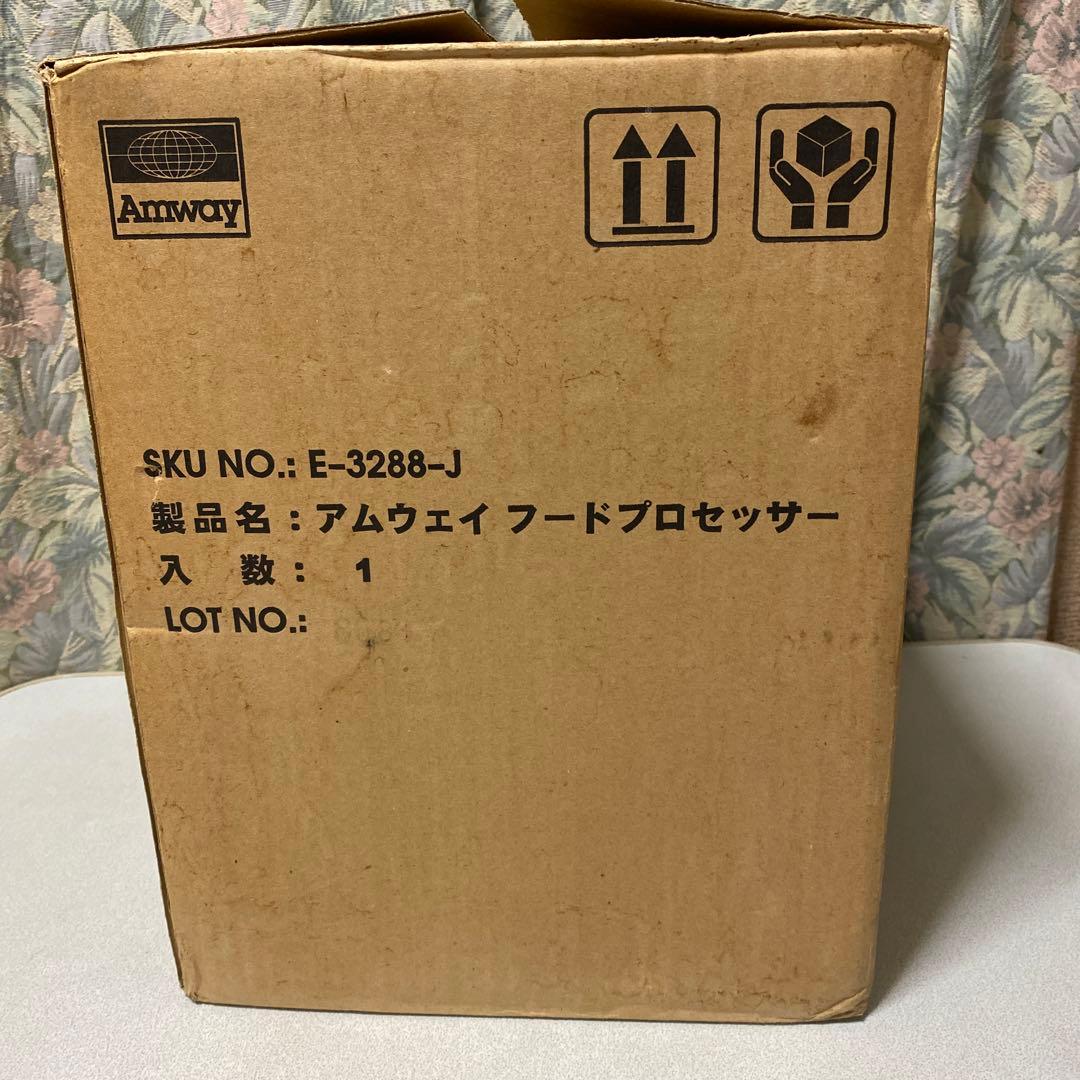 Amway
SKU NO.: E-3288-J
製品名：アムウェイ フードプロセッサー
入　数：　1
LOT NO.: